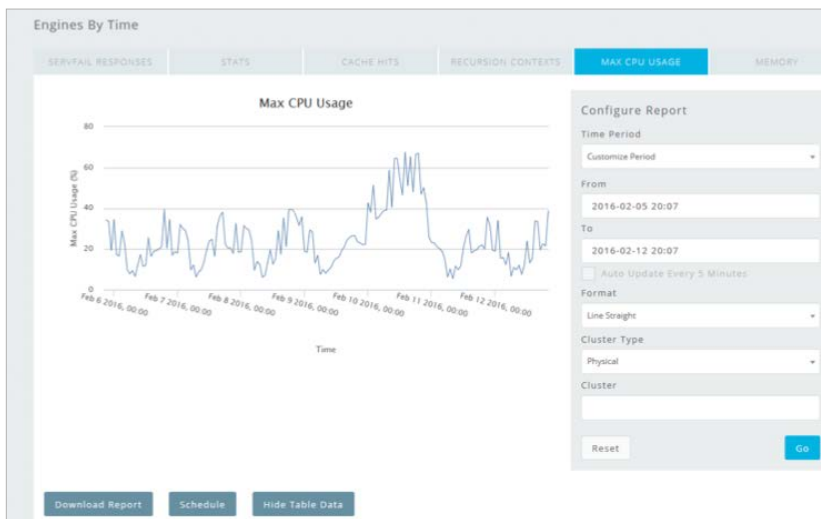 Engines By Time
SERVFAIL RESPONSES STATS CACHE HITS RECURSION CONTEXTS MAX CPU USAGE MEMORY
Max CPU Usage
80
60
40
20
0
Max CPU Usage (%)
Feb 6 2016, 00:00 Feb 7 2016, 00:00 Feb 8 2016, 00:00 Feb 9 2016, 00:00 Feb 10 2016, 00:00 Feb 11 2016, 00:00 Feb 12 2016, 00:00
Time
Configure Report
Time Period
Customize Period
From
2016-02-05 20:07
To
2016-02-12 20:07
Auto Update Every 5 Minutes
Format
Line Straight
Cluster Type
Physical
Cluster
Reset Go
Download Report Schedule Hide Table Data